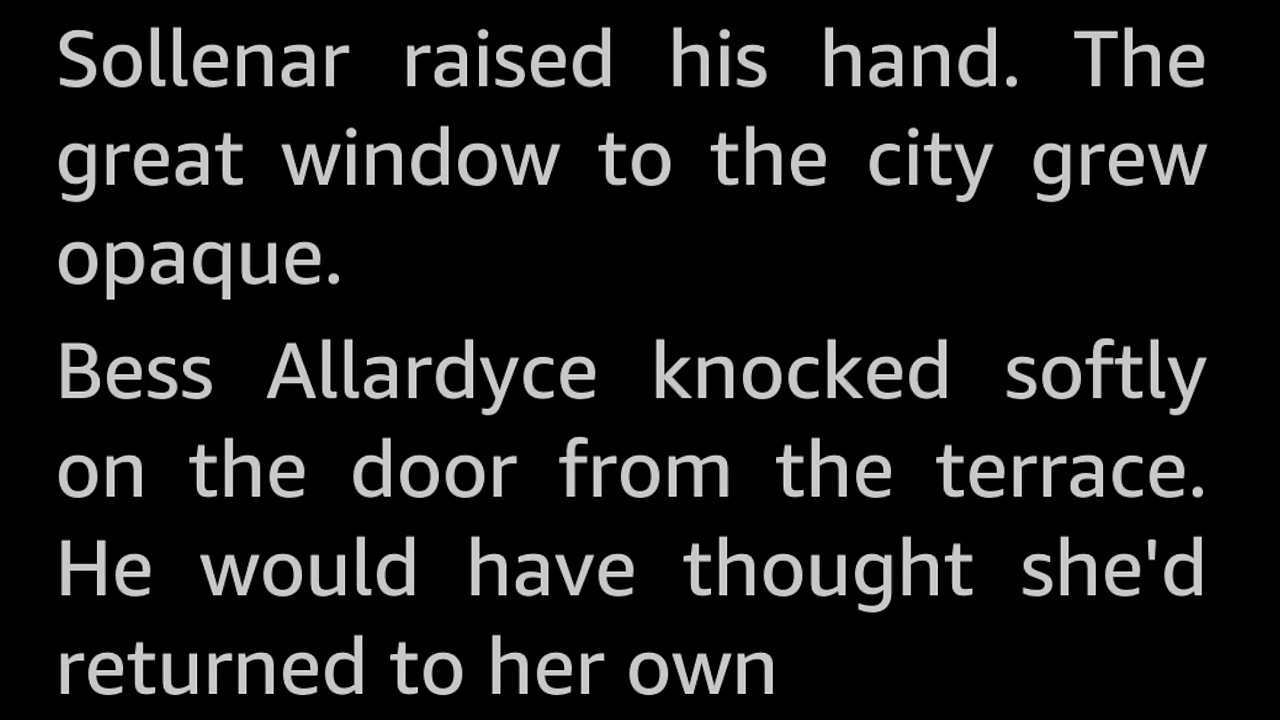 Sollenar raised his hand. The
great window to the city grew
opaque.
Bess Allardyce knocked softly
on the door from the terrace.
He would have thought she'd
returned to her own